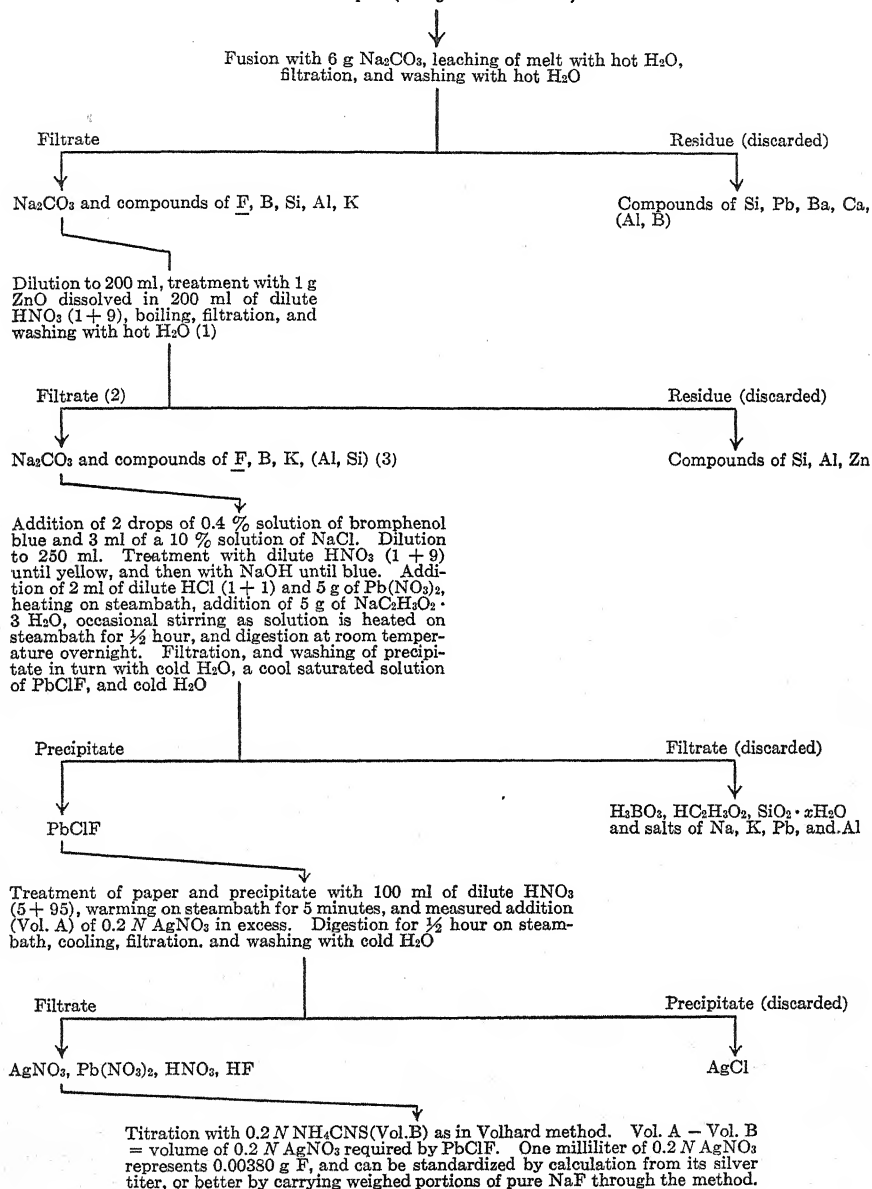 Fusion with 6 g Na₂CO₃, leaching of melt with hot H₂O,
filtration, and washing with hot H₂O
Filtrate
Residue (discarded)
Na₂CO₃ and compounds of F, B, Si, Al, K
Compounds of Si, Pb, Ba, Ca,
(Al, B)
Dilution to 200 ml, treatment with 1 g
ZnO dissolved in 200 ml of dilute
HNO₃ (1 + 9), boiling, filtration, and
washing with hot H₂O (1)
Filtrate (2)
Residue (discarded)
Na₂CO₃ and compounds of F, B, K, (Al, Si) (3)
Compounds of Si, Al, Zn
Addition of 2 drops of 0.4 % solution of bromphenol
blue and 3 ml of a 10 % solution of NaCl. Dilution
to 250 ml. Treatment with dilute HNO₃ (1 + 9)
until yellow, and then with NaOH until blue. Addi-
tion of 2 ml of dilute HCl (1 + 1) and 5 g of Pb(NO₃)₂,
heating on steambath, addition of 5 g of NaC₂H₃O₂ ·
3 H₂O, occasional stirring as solution is heated on
steambath for ½ hour, and digestion at room temper-
ature overnight. Filtration, and washing of precipi-
tate in turn with cold H₂O, a cool saturated solution
of PbClF, and cold H₂O
Precipitate
Filtrate (discarded)
PbClF
H₃BO₃, HC₂H₃O₂, SiO₂ · xH₂O
and salts of Na, K, Pb, and.Al
Treatment of paper and precipitate with 100 ml of dilute HNO₃
(5 + 95), warming on steambath for 5 minutes, and measured addition
(Vol. A) of 0.2 N AgNO₃ in excess. Digestion for ½ hour on steam-
bath, cooling, filtration. and washing with cold H₂O
Filtrate
Precipitate (discarded)
AgNO₃, Pb(NO₃)₂, HNO₃, HF
AgCl
Titration with 0.2 N NH₄CNS(Vol.B) as in Volhard method. Vol. A − Vol. B
= volume of 0.2 N AgNO₃ required by PbClF. One milliliter of 0.2 N AgNO₃
represents 0.00380 g F, and can be standardized by calculation from its silver
titer, or better by carrying weighed portions of pure NaF through the method.